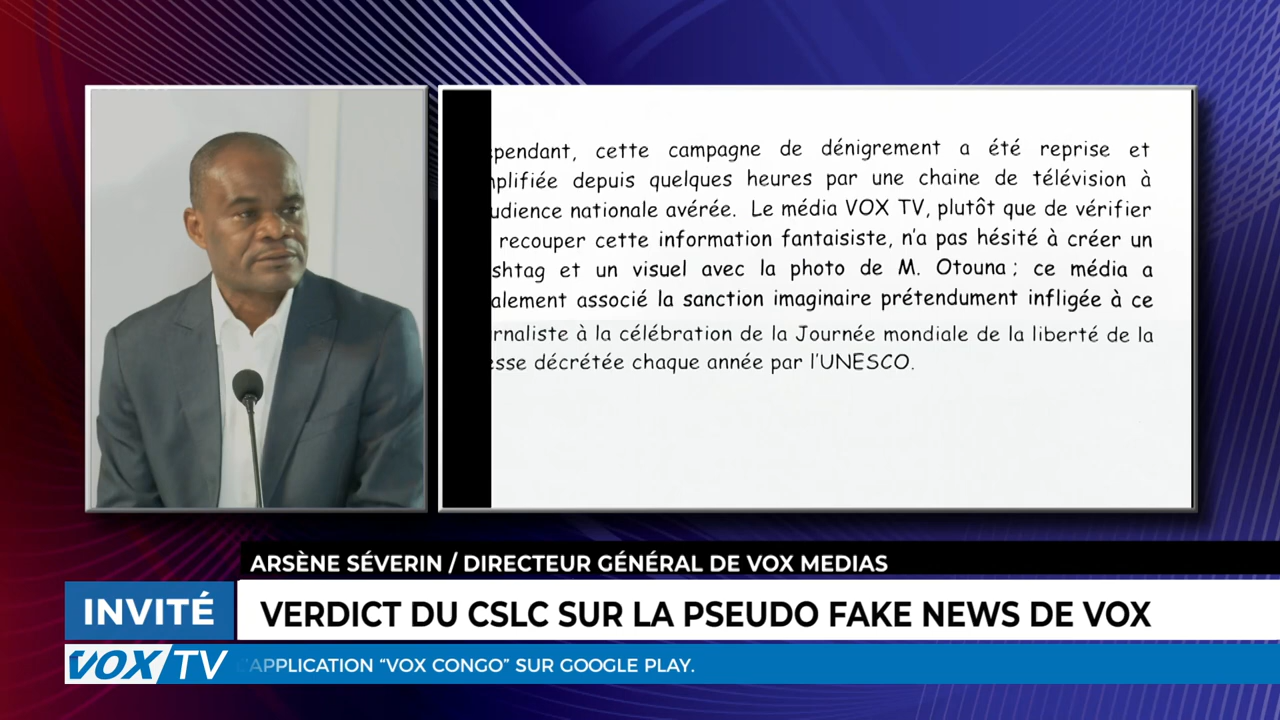 pendant, cette campagne de dénigrement a été reprise et
plifiée depuis quelques heures par une chaine de télévision à
udience nationale avérée. Le média VOX TV, plutôt que de vérifier
recouper cette information fantaisiste, n'a pas hésité à créer un
shtag et un visuel avec la photo de M. Otouna ; ce média a
alement associé la sanction imaginaire prétendument infligée à ce
rnaliste à la célébration de la Journée mondiale de la liberté de la
esse décrétée chaque année par l'UNESCO.
ARSÈNE SÉVERIN / DIRECTEUR GÉNÉRAL DE VOX MEDIAS
INVITÉ
VERDICT DU CSLC SUR LA PSEUDO FAKE NEWS DE VOX
VOX TV
L'APPLICATION “VOX CONGO” SUR GOOGLE PLAY.